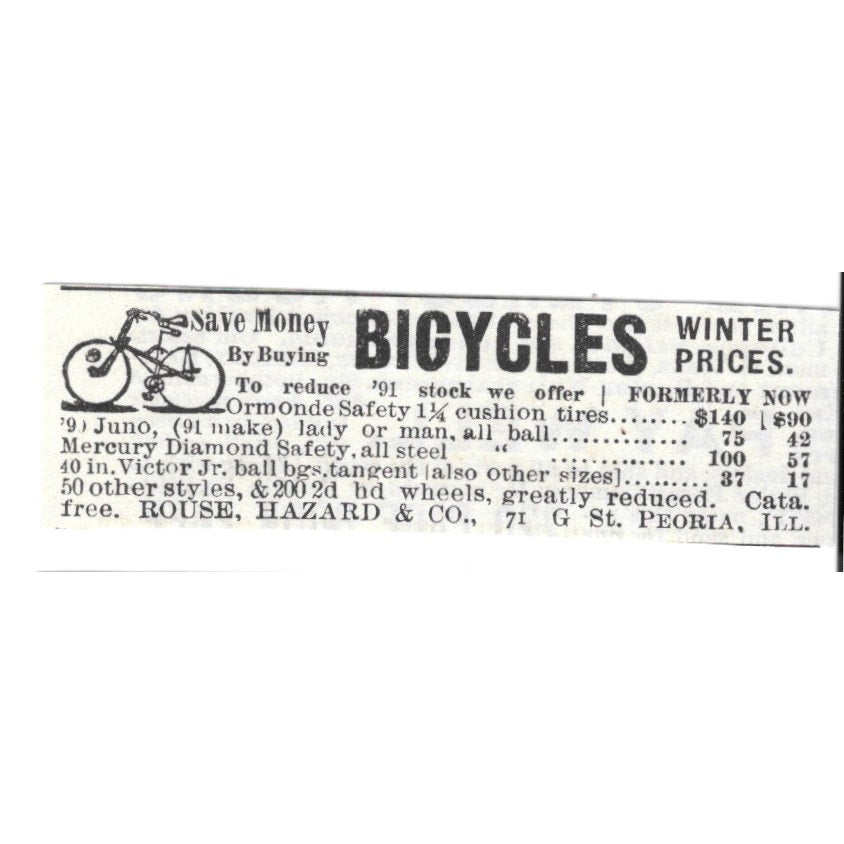 Save Money
By Buying
BICYCLES
WINTER
PRICES.
To reduce '91 stock we offer | FORMERLY NOW
Ormonde Safety 1¼ cushion tires........ $140 | $90
'9) Juno, (91 make) lady or man, all ball............... 75 42
Mercury Diamond Safety, all steel " ............... 100 57
40 in. Victor Jr. ball bgs. tangent [also other sizes]......... 37 17
50 other styles, & 200 2d hd wheels, greatly reduced. Cata.
free. ROUSE, HAZARD & CO., 71 G St. PEORIA, ILL.